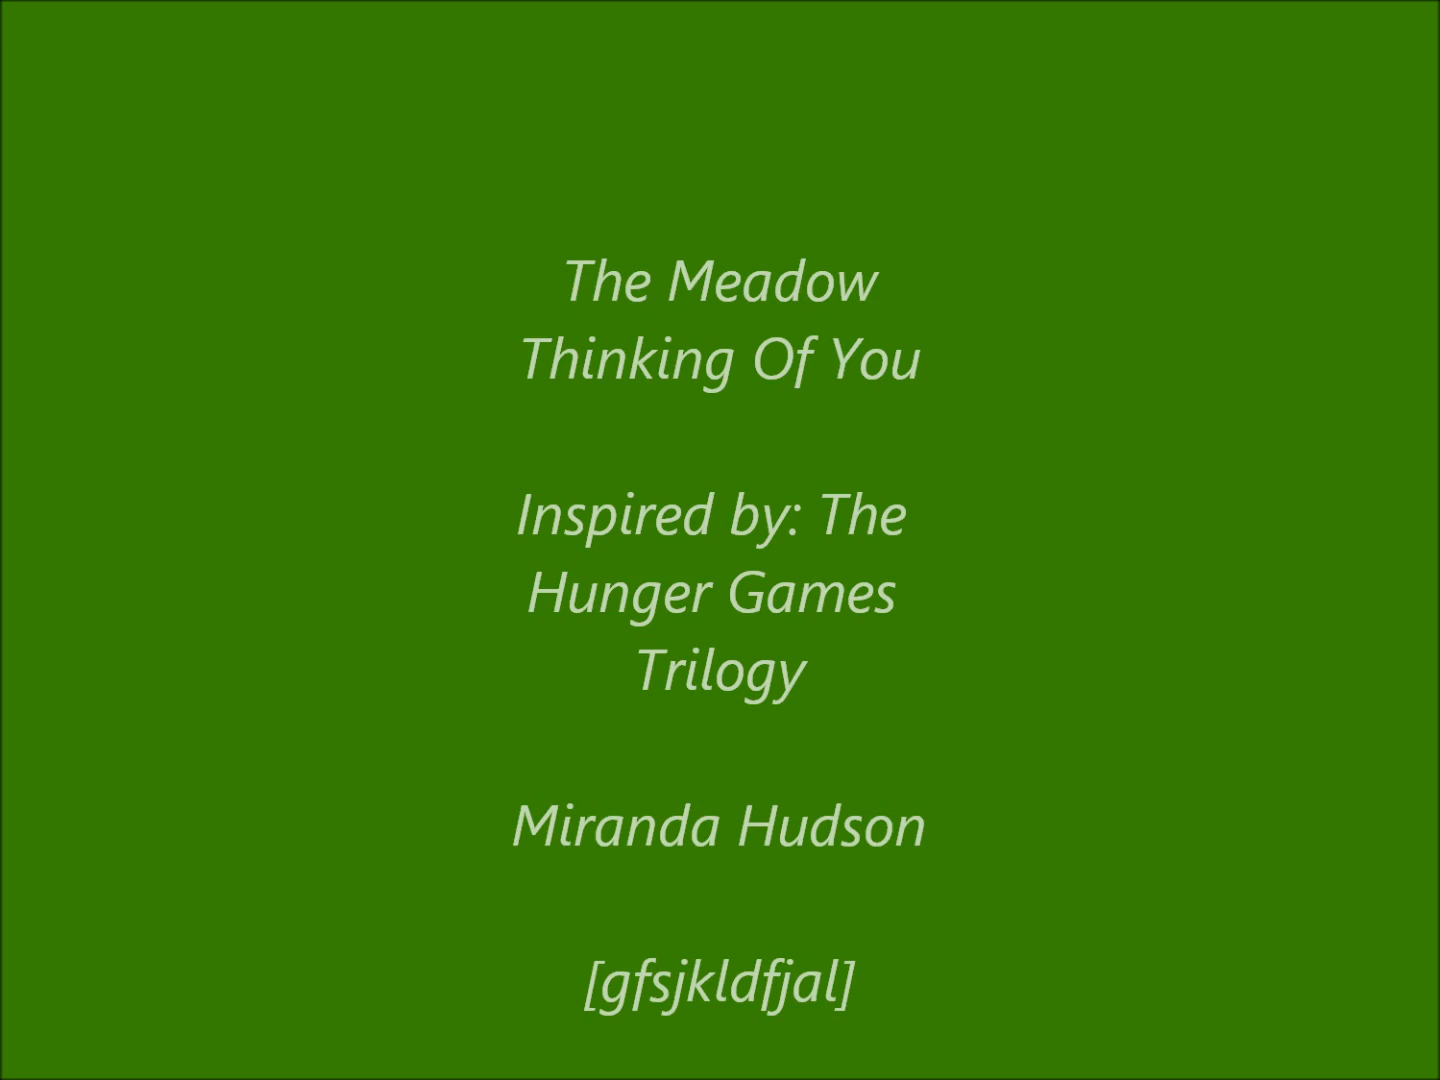 The Meadow
Thinking Of You
Inspired by: The
Hunger Games
Trilogy
Miranda Hudson
[gfsjkldfjal]